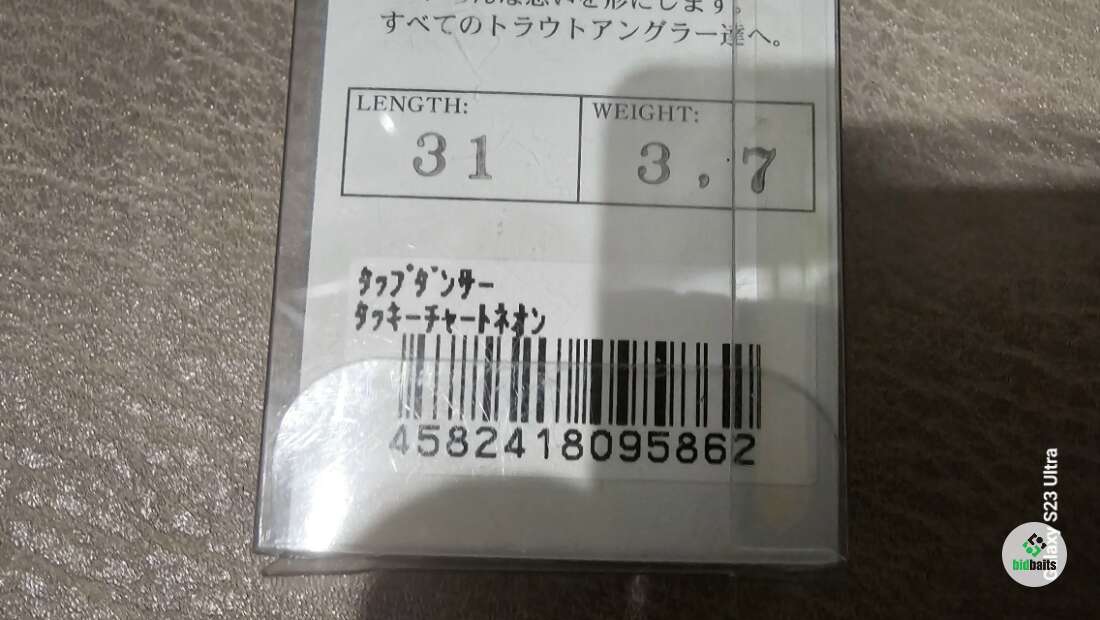 な思いを形にします。
すべてのトラウトアングラー達へ。
LENGTH:
31
WEIGHT:
3,7
タップダンサー
タッキーチャートネオン
4582418095862
Galaxy S23 Ultra
bidbaits